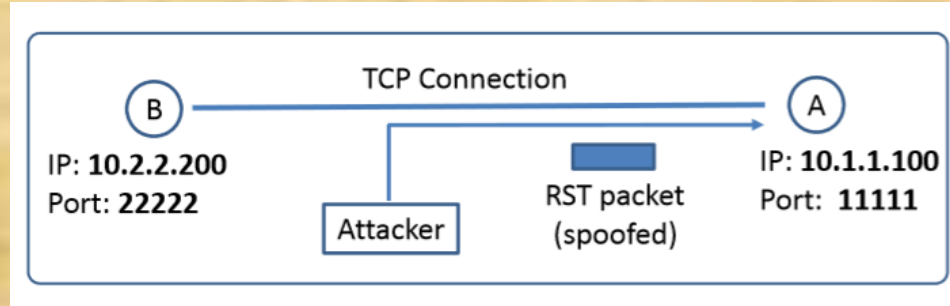 TCP Connection
B
A
IP: 10.2.2.200
Port: 22222
Attacker
RST packet
(spoofed)
IP: 10.1.1.100
Port: 11111